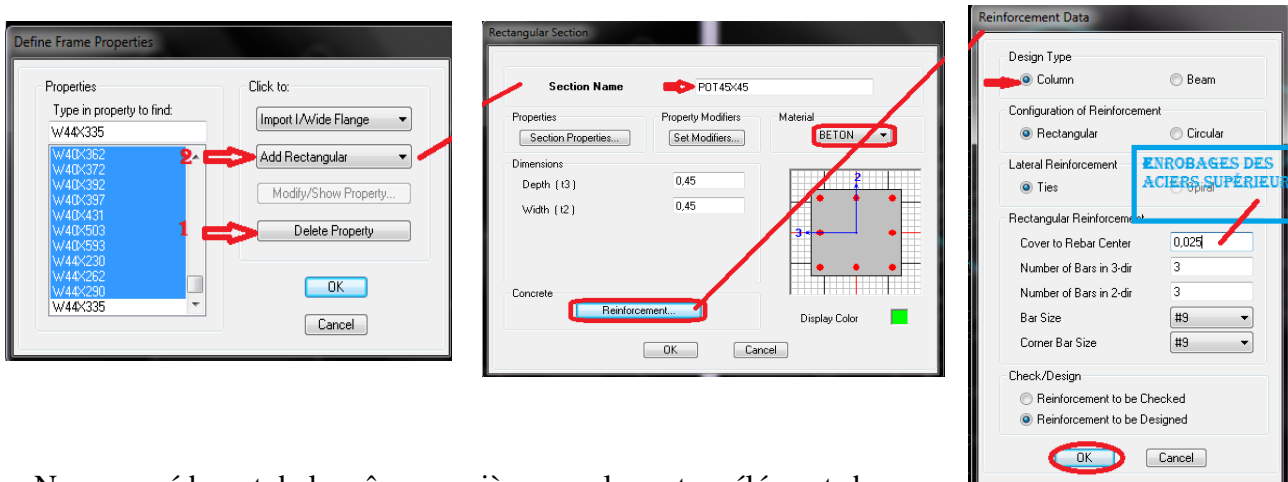 Define Frame Properties
Properties
Type in property to find:
W44X335
W40X362
W40X372
W40X392
W40X397
W40X431
W40X503
W40X593
W44X230
W44X262
W44X290
W44X335
Click to:
Import I/Wide Flange
2
Add Rectangular
Modify/Show Property...
1
Delete Property
OK
Cancel
Rectangular Section
Section Name
POT45X45
Properties
Section Properties...
Property Modifiers
Set Modifiers...
Material
BETON
Dimensions
Depth ( t3 )
0,45
Width ( t2 )
0,45
2
3
Concrete
Reinforcement...
Display Color
OK
Cancel
Reinforcement Data
Design Type
Column
Beam
Configuration of Reinforcement
Rectangular
Circular
Lateral Reinforcement
Ties
Spiral
ENROBAGES DES
ACIERS SUPÉRIEUR
Rectangular Reinforcement
Cover to Rebar Center
0,025
Number of Bars in 3-dir
3
Number of Bars in 2-dir
3
Bar Size
#9
Corner Bar Size
#9
Check/Design
Reinforcement to be Checked
Reinforcement to be Designed
OK
Cancel